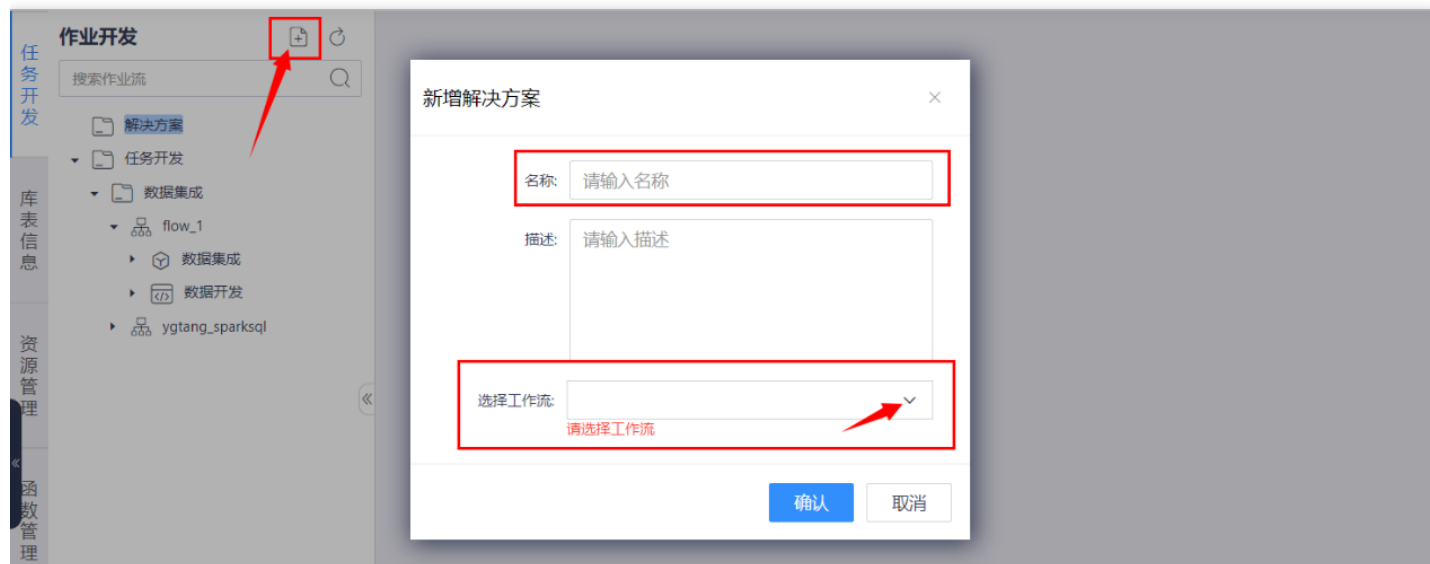 任务开发
库表信息
资源管理
函数管理
作业开发
搜索作业流
解决方案
任务开发
数据集成
flow_1
数据集成
数据开发
ygtang_sparksql
新增解决方案
名称: 请输入名称
描述: 请输入描述
选择工作流:
请选择工作流
确认 取消